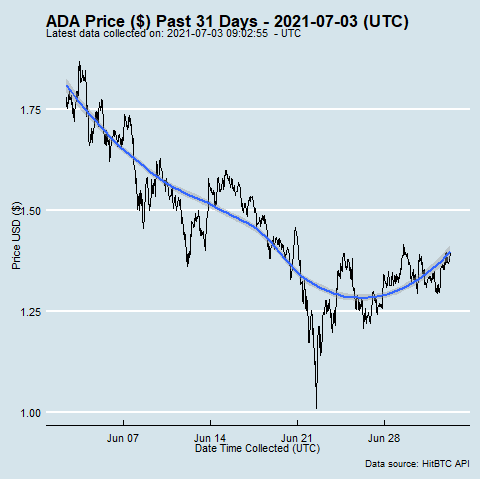 ADA Price ($) Past 31 Days - 2021-07-03 (UTC)
Latest data collected on: 2021-07-03 09:02:55  - UTC
Price USD ($)
1.75
1.50
1.25
1.00
Jun 07
Jun 14
Jun 21
Jun 28
Date Time Collected (UTC)
Data source: HitBTC API